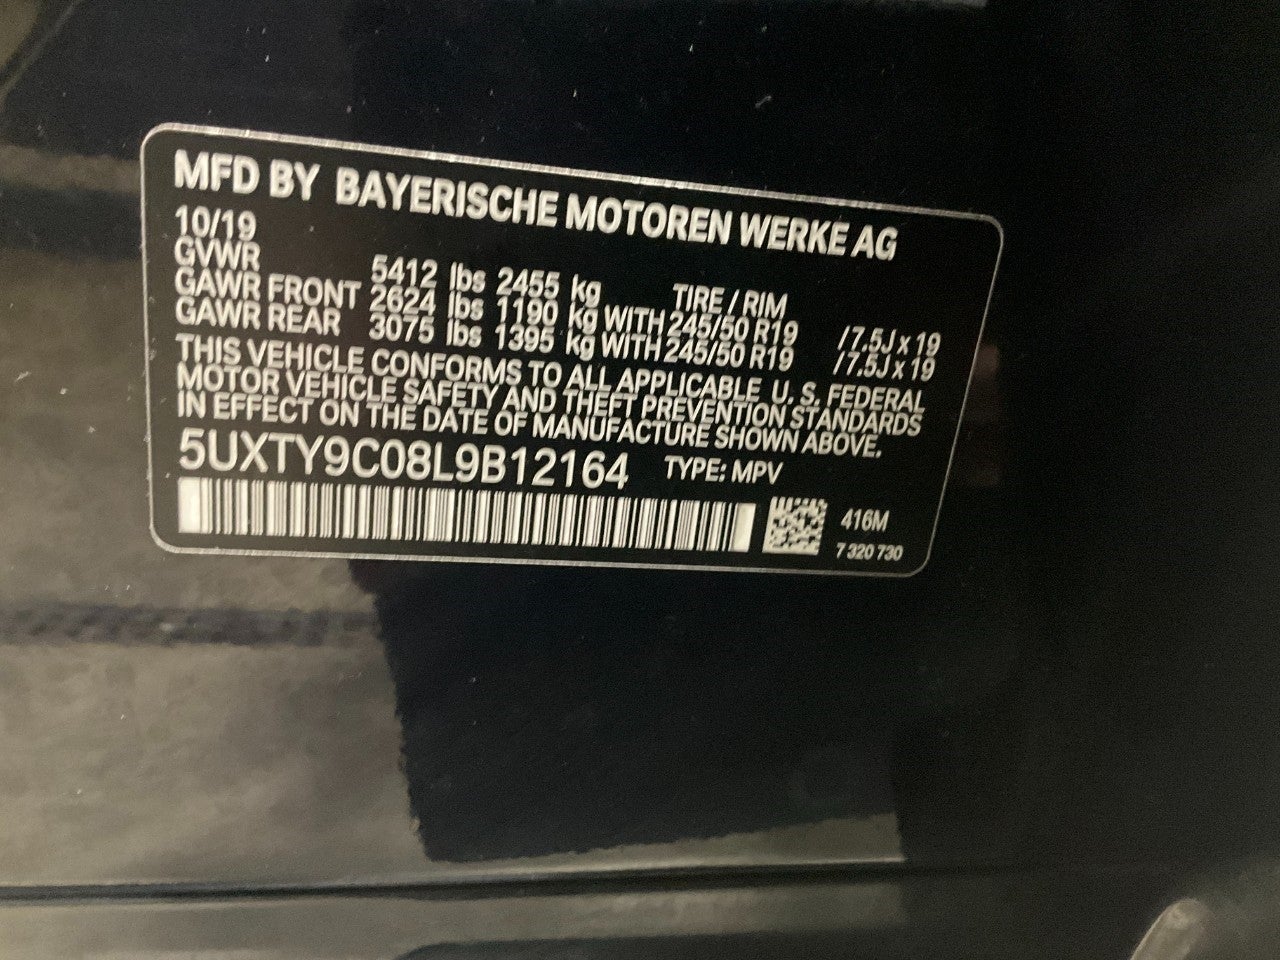 MFD BY BAYERISCHE MOTOREN WERKE AG
10/19
GVWR 5412 lbs 2455 kg TIRE / RIM
GAWR FRONT 2624 lbs 1190 kg WITH 245/50 R19 /7.5J x 19
GAWR REAR 3075 lbs 1395 kg WITH 245/50 R19 /7.5J x 19
THIS VEHICLE CONFORMS TO ALL APPLICABLE U. S. FEDERAL
MOTOR VEHICLE SAFETY AND THEFT PREVENTION STANDARDS
IN EFFECT ON THE DATE OF MANUFACTURE SHOWN ABOVE.
5UXTY9C08L9B12164 TYPE: MPV
416M
7 320 730